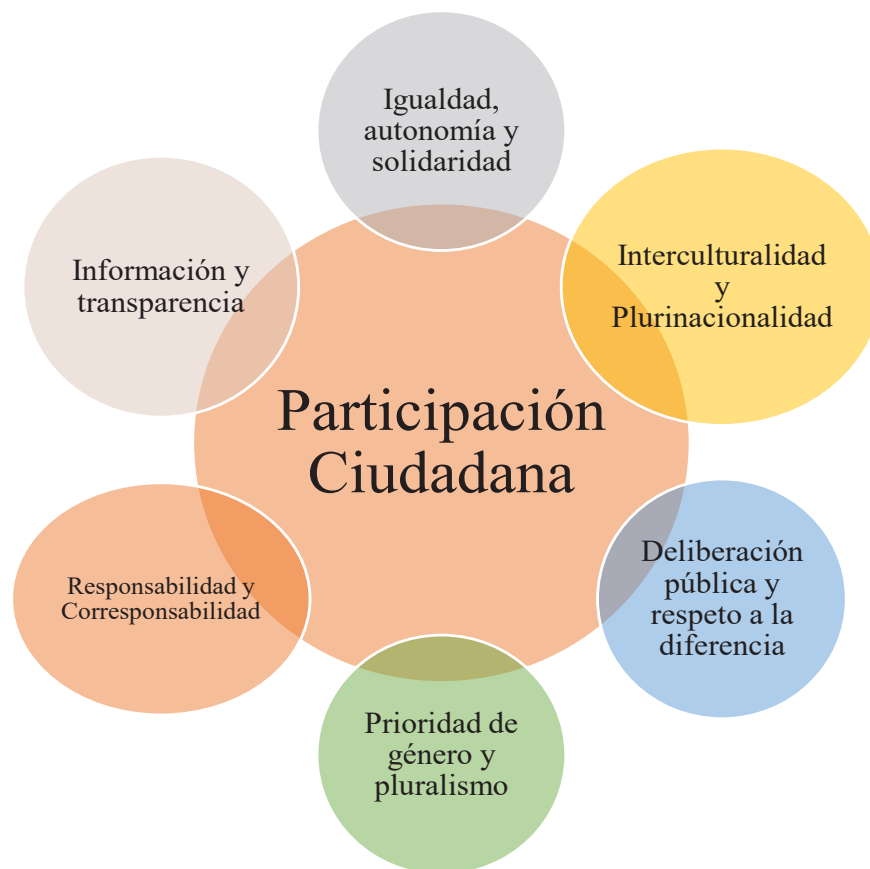 Igualdad,
autonomía y
solidaridad
Interculturalidad
y
Plurinacionalidad
Deliberación
pública y
respeto a la
diferencia
Prioridad de
género y
pluralismo
Responsabilidad y
Corresponsabilidad
Información y
transparencia
Participación
Ciudadana